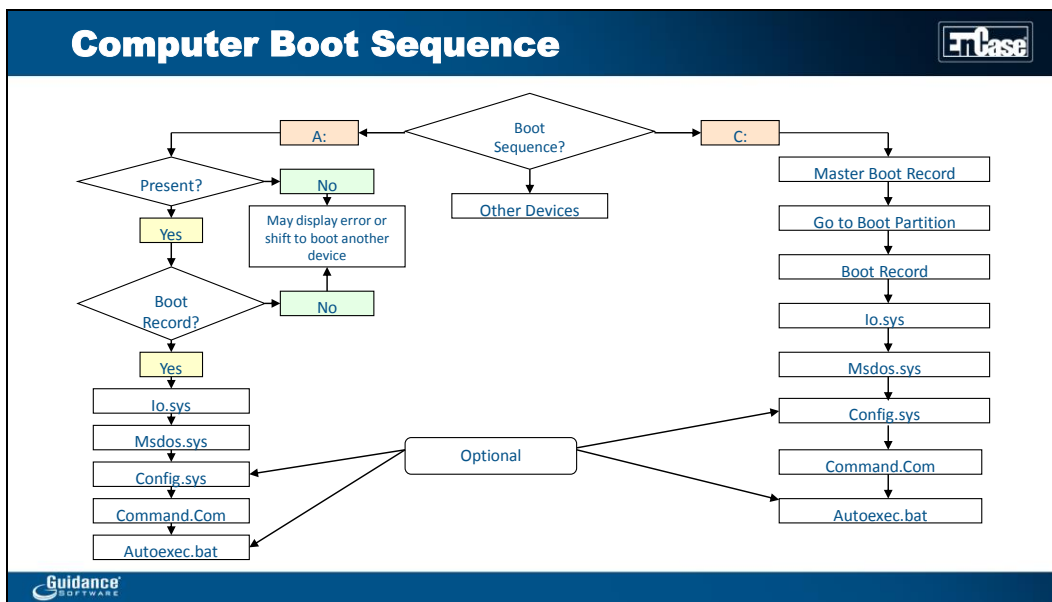 Computer Boot Sequence
EnCase
Boot
Sequence?
A:
C:
Other Devices
Present?
No
Yes
May display error or
shift to boot another
device
Boot
Record?
No
Yes
Io.sys
Msdos.sys
Config.sys
Command.Com
Autoexec.bat
Optional
Master Boot Record
Go to Boot Partition
Boot Record
Io.sys
Msdos.sys
Config.sys
Command.Com
Autoexec.bat
Guidance
SOFTWARE